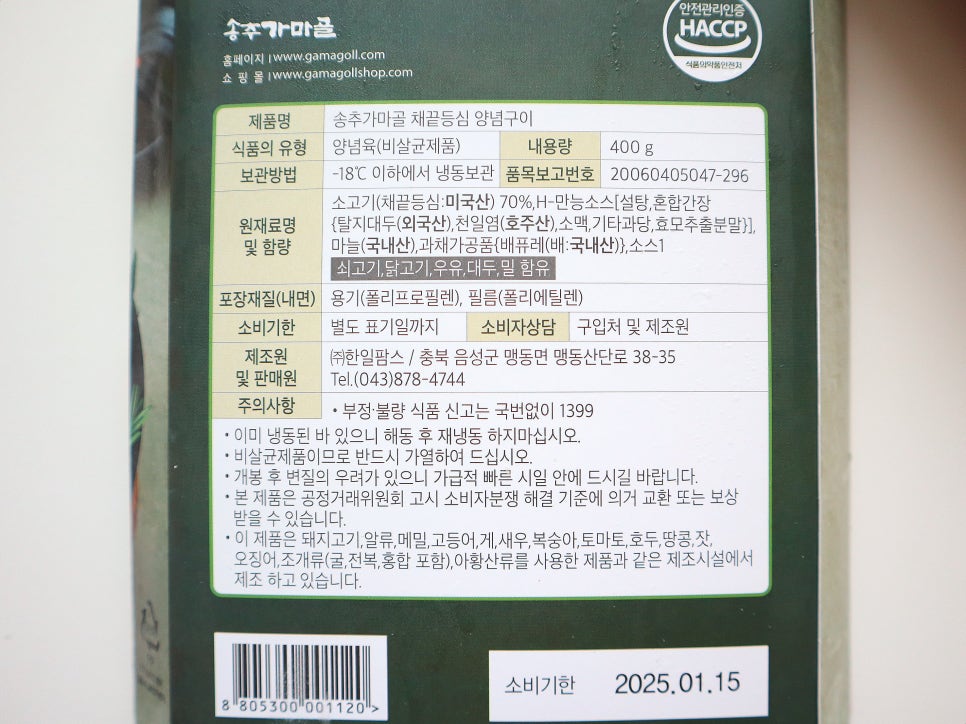 송추가마골
홈페이지 | www.gamagoll.com
쇼 핑 몰 | www.gamagollshop.com
안전관리인증
HACCP
식품의약품안전처
제품명 송추가마골 채끝등심 양념구이
식품의 유형 양념육(비살균제품) 내용량 400 g
보관방법 -18℃ 이하에서 냉동보관 품목보고번호 20060405047-296
원재료명 및 함량
소고기(채끝등심:미국산) 70%,H-만능소스[설탕,혼합간장
{탈지대두(외국산),천일염(호주산),소맥,기타과당,효모추출분말}],
마늘(국내산),과채가공품{배퓨레(배:국내산)},소스1
쇠고기,닭고기,우유,대두,밀 함유
포장재질(내면) 용기(폴리프로필렌), 필름(폴리에틸렌)
소비기한 별도 표기일까지 소비자상담 구입처 및 제조원
제조원 및 판매원
㈜한일팜스 / 충북 음성군 맹동면 맹동산단로 38-35
Tel.(043)878-4744
주의사항 • 부정·불량 식품 신고는 국번없이 1399
• 이미 냉동된 바 있으니 해동 후 재냉동 하지마십시오.
• 비살균제품이므로 반드시 가열하여 드십시오.
• 개봉 후 변질의 우려가 있으니 가급적 빠른 시일 안에 드시길 바랍니다.
• 본 제품은 공정거래위원회 고시 소비자분쟁 해결 기준에 의거 교환 또는 보상
받을 수 있습니다.
• 이 제품은 돼지고기,알류,메밀,고등어,게,새우,복숭아,토마토,호두,땅콩,잣,
오징어,조개류(굴,전복,홍합 포함),아황산류를 사용한 제품과 같은 제조시설에서
제조 하고 있습니다.
8 805300 001120 >
소비기한 2025.01.15